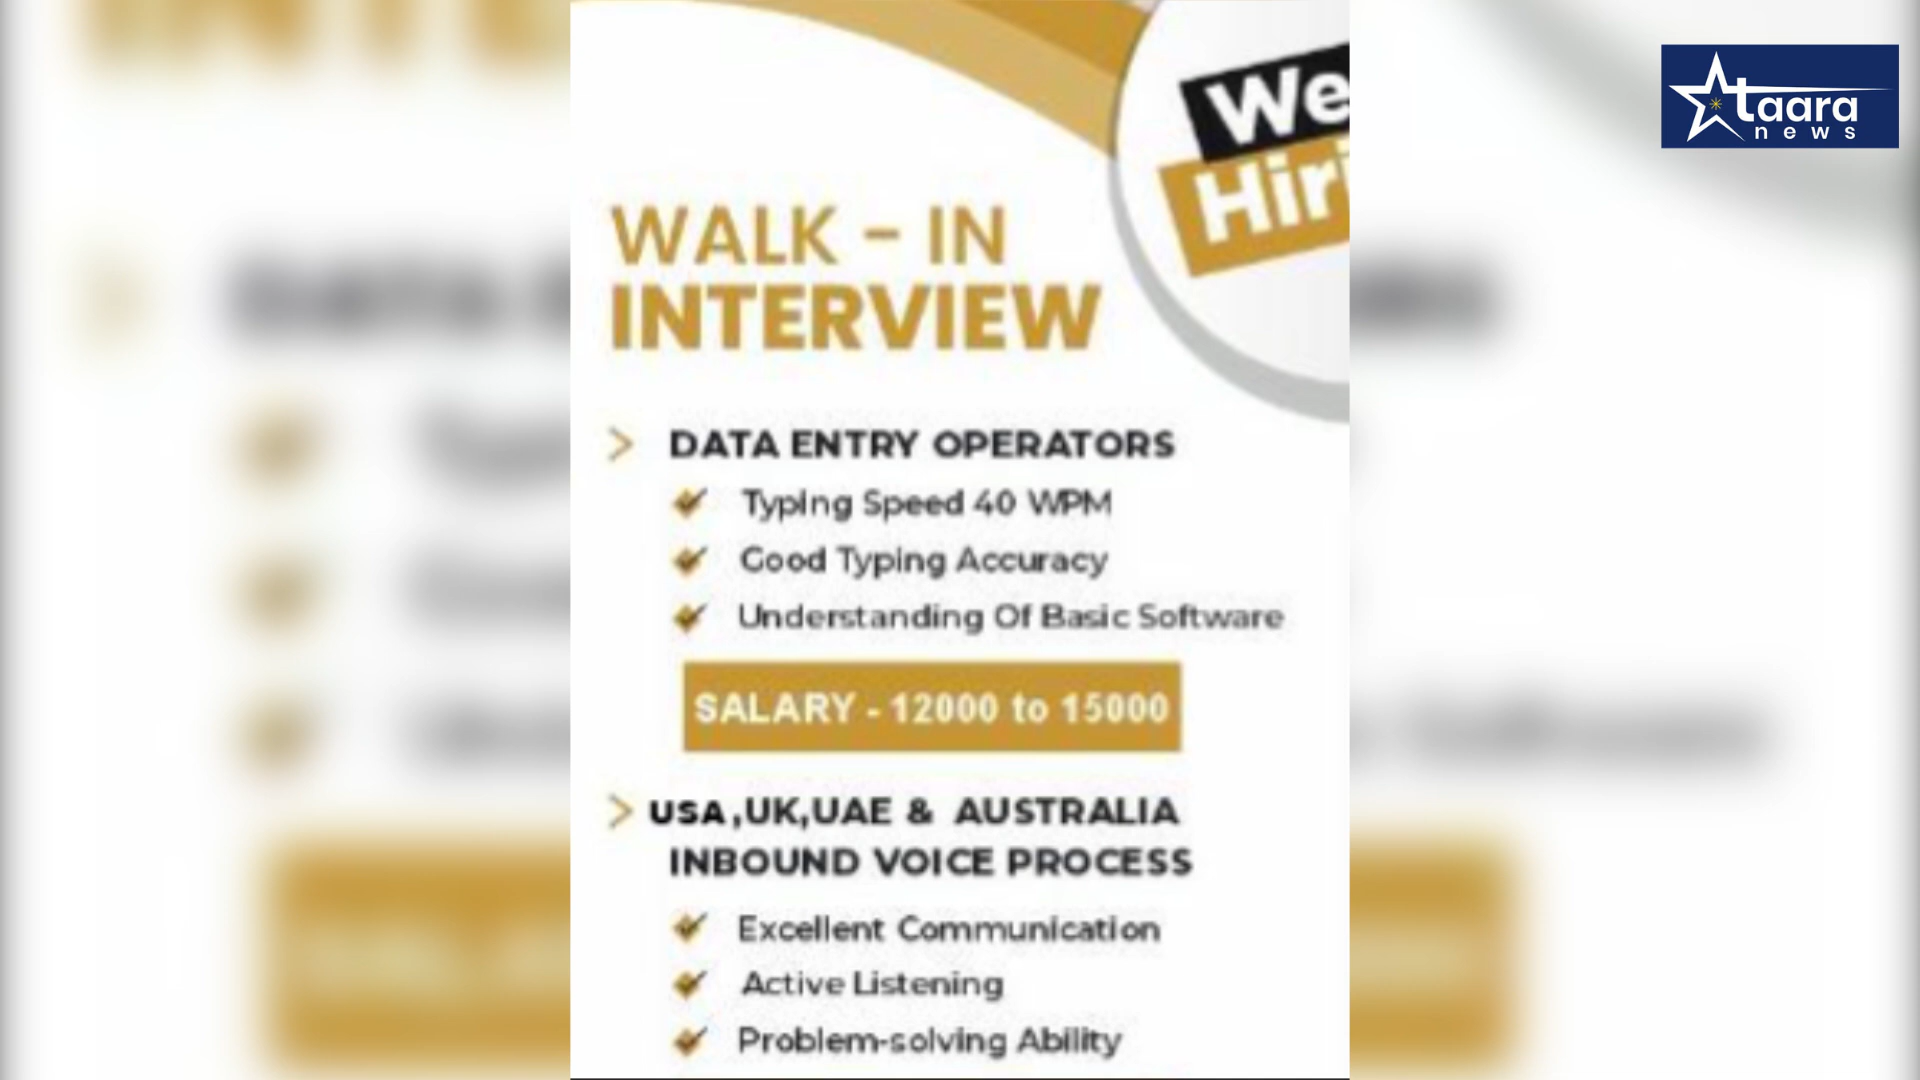 taara
news
We
Hiri
WALK – IN
INTERVIEW
DATA ENTRY OPERATORS
Typing Speed 40 WPM
Good Typing Accuracy
Understanding Of Basic Software
SALARY - 12000 to 15000
USA,UK,UAE & AUSTRALIA
INBOUND VOICE PROCESS
Excellent Communication
Active Listening
Problem-solving Ability